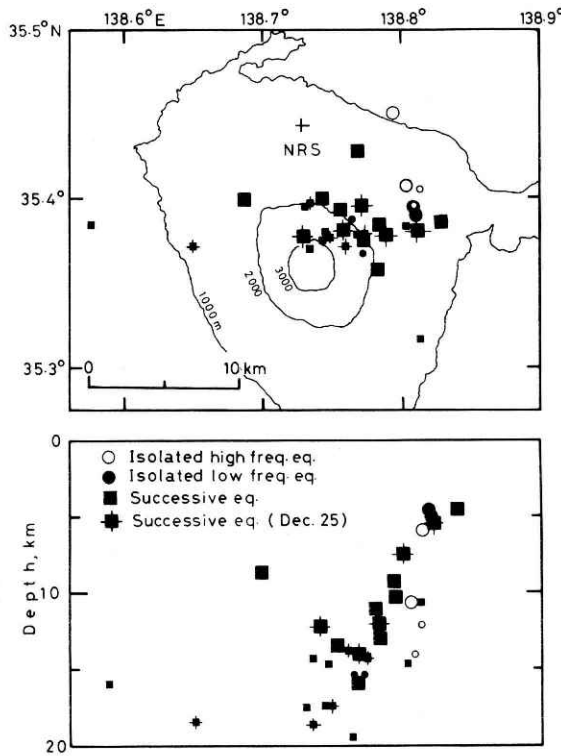 138.6°E 138.7° 138.8° 138.9°
35.5°N
NRS
35.4°
2000
3000
1000m
35.3°
0 10 km
0
Isolated high freq. eq.
Isolated low freq. eq.
Successive eq.
Successive eq. (Dec. 25)
Depth, km
10
20